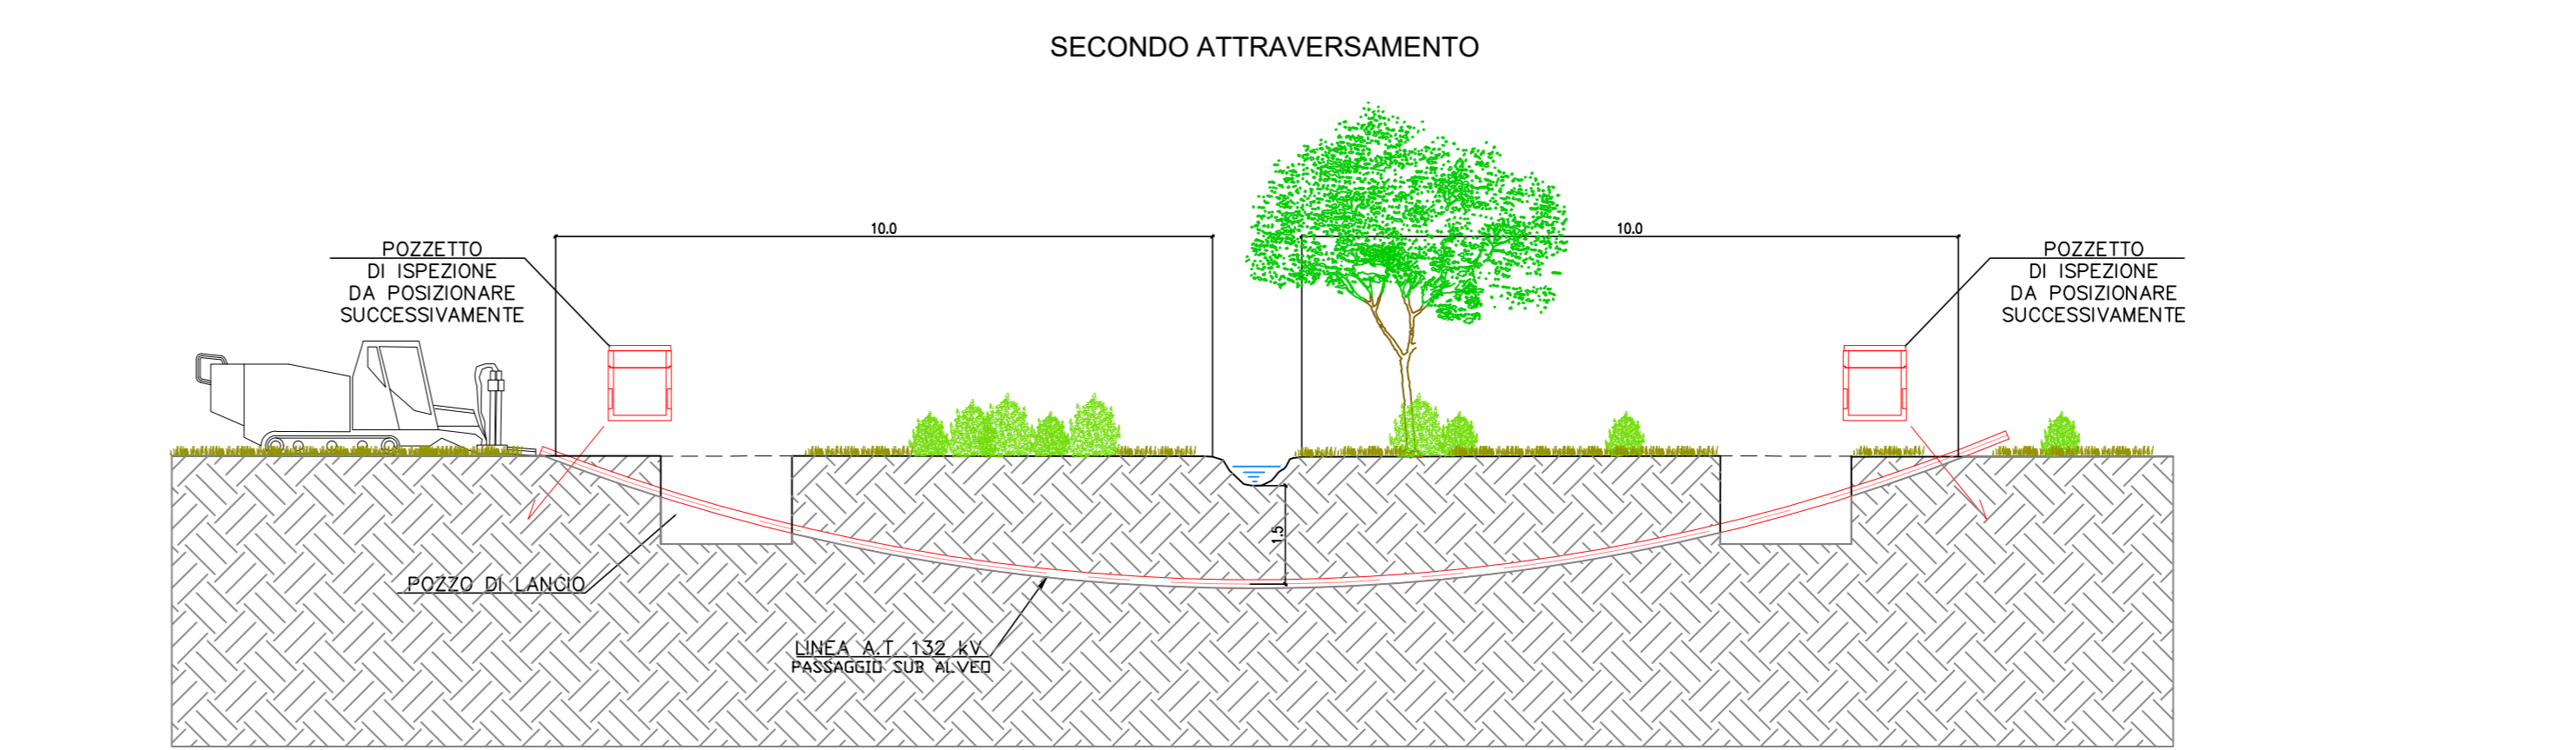 SECONDO ATTRAVERSAMENTO
10.0
10.0
POZZETTO
DI ISPEZIONE
DA POSIZIONARE
SUCCESSIVAMENTE
POZZETTO
DI ISPEZIONE
DA POSIZIONARE
SUCCESSIVAMENTE
1.5
POZZO DI LANCIO
LINEA A.T. 132 kV
PASSAGGIO SUB ALVEO